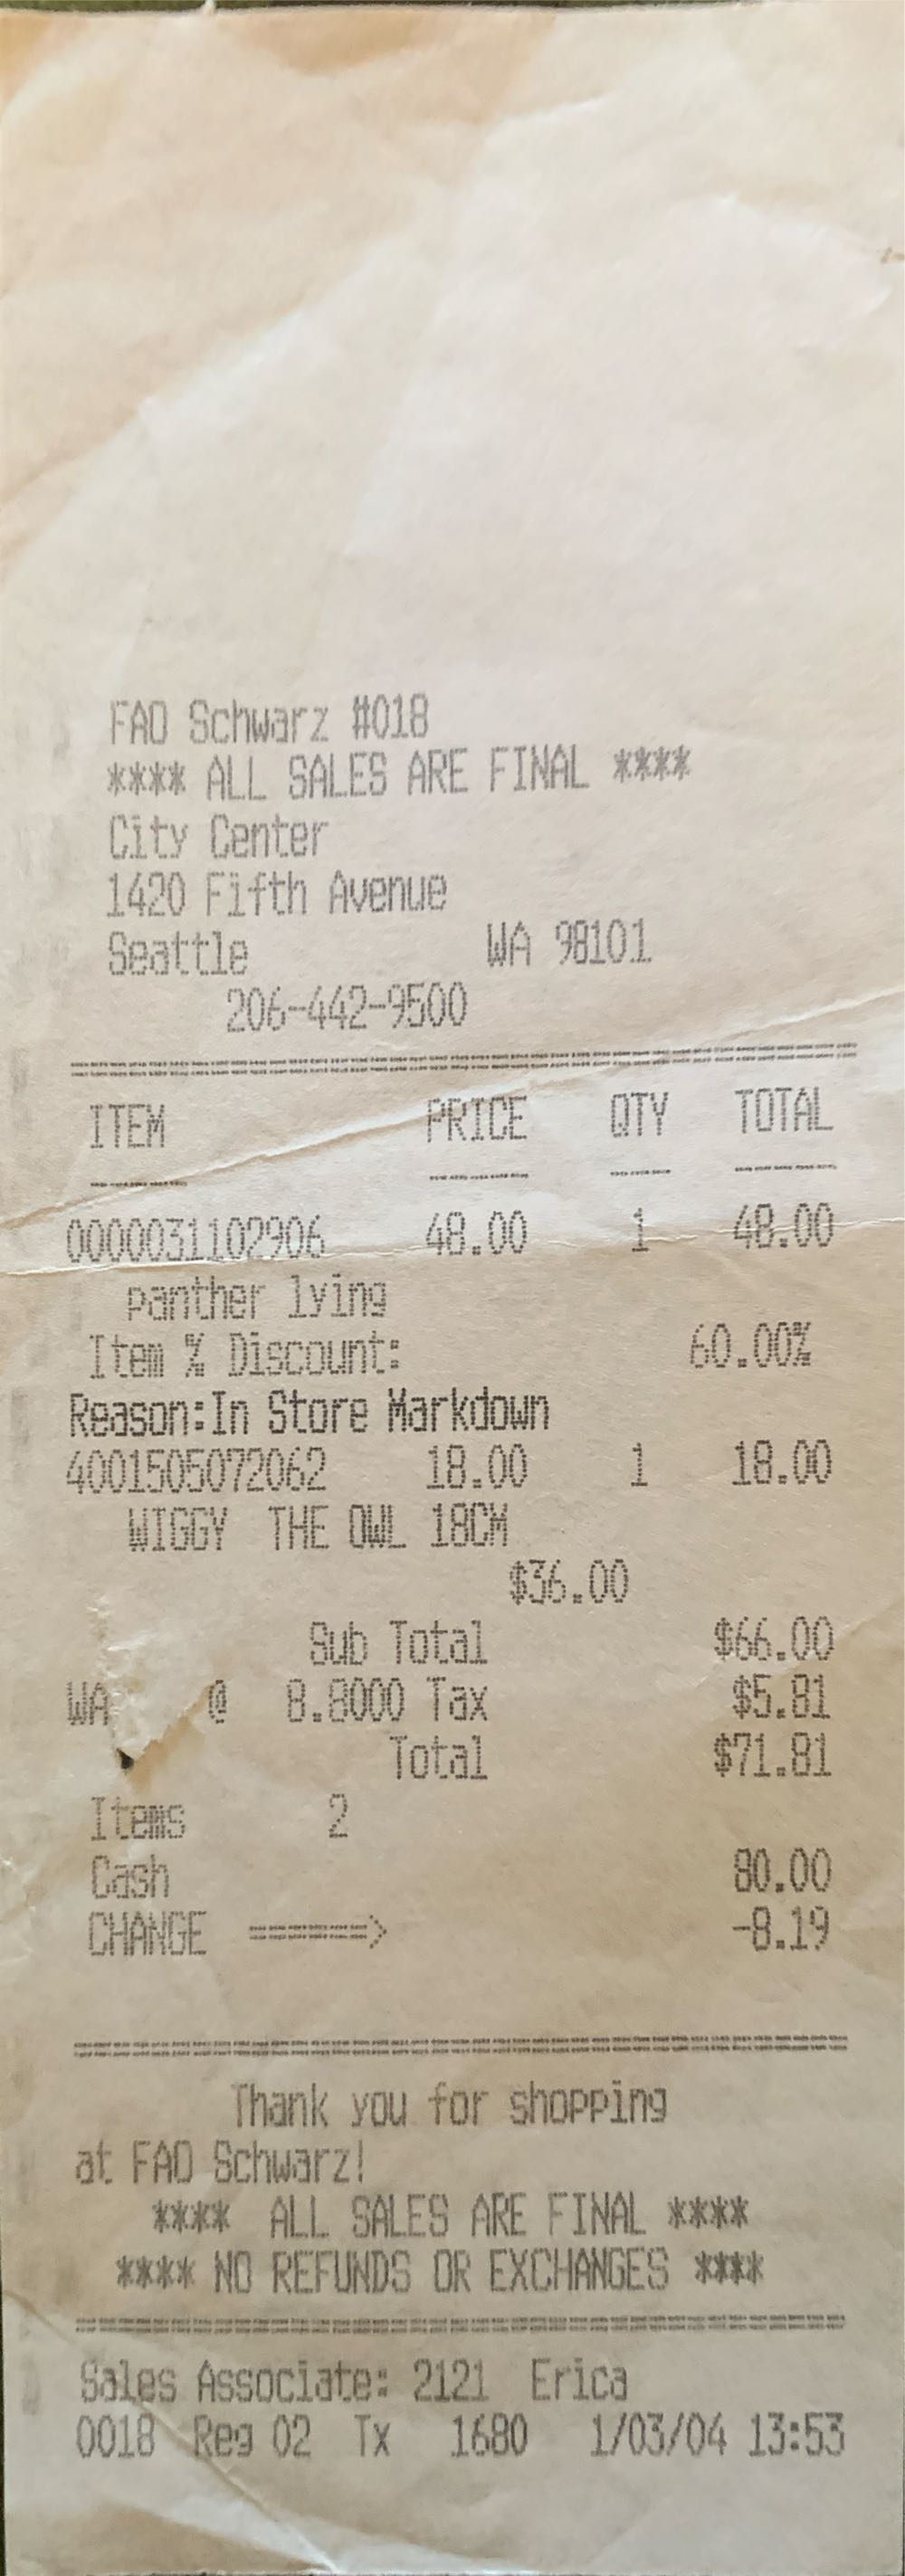 FAO Schwarz #018
**** ALL SALES ARE FINAL ****
City Center
1420 Fifth Avenue
Seattle WA 98101
206-442-9500
ITEM PRICE QTY TOTAL
0000031102906 48.00 1 48.00
panther lying
Item % Discount: 60.00%
Reason:In Store Markdown
4001505072062 18.00 1 18.00
WIGGY THE OWL 18CM
$36.00
Sub Total $66.00
WA @ 8.8000 Tax $5.81
Total $71.81
Items 2
Cash 80.00
CHANGE ====> -8.19
Thank you for shopping
at FAO Schwarz!
**** ALL SALES ARE FINAL ****
**** NO REFUNDS OR EXCHANGES ****
Sales Associate: 2121 Erica
0018 Reg 02 Tx 1680 1/03/04 13:53